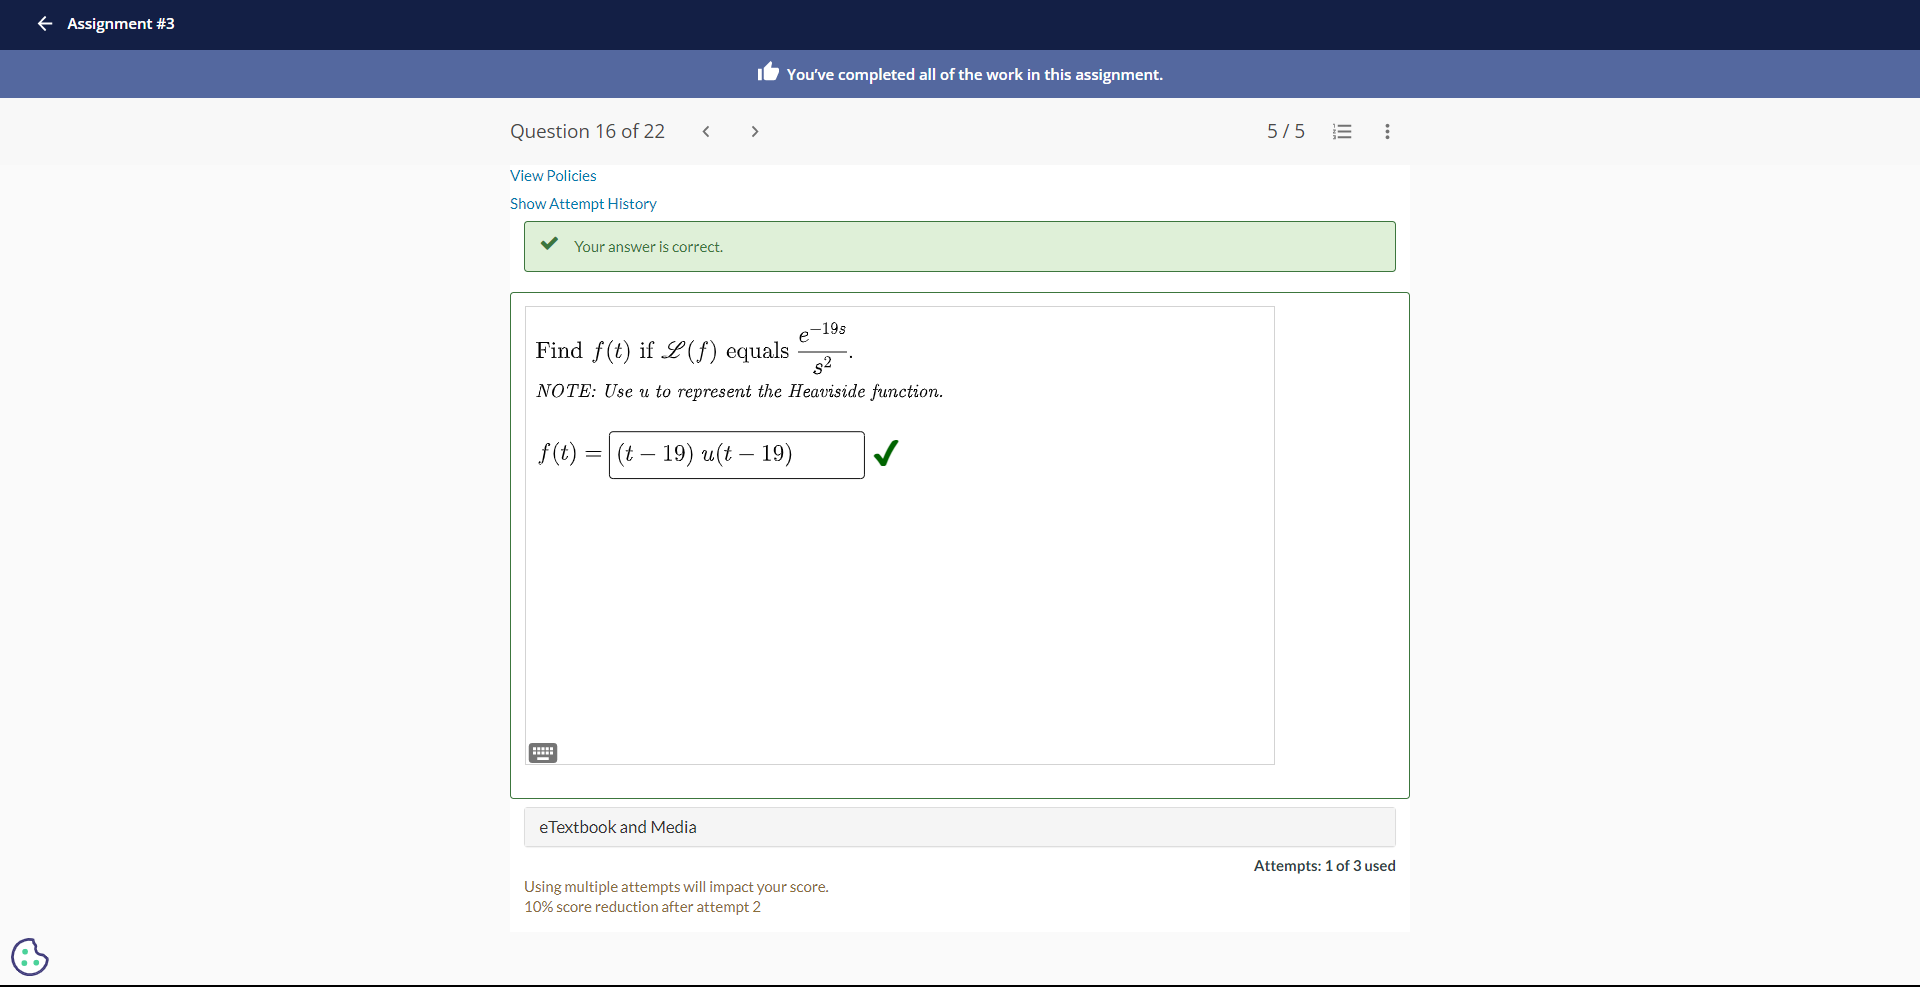 Assignment #3
You've completed all of the work in this assignment.
Question 16 of 22
5 / 5
View Policies
Show Attempt History
Your answer is correct.
Find f(t) if ℒ(f) equals e^{−19s}/s².
NOTE: Use u to represent the Heaviside function.
f(t) = (t − 19) u(t − 19)
eTextbook and Media
Attempts: 1 of 3 used
Using multiple attempts will impact your score.
10% score reduction after attempt 2